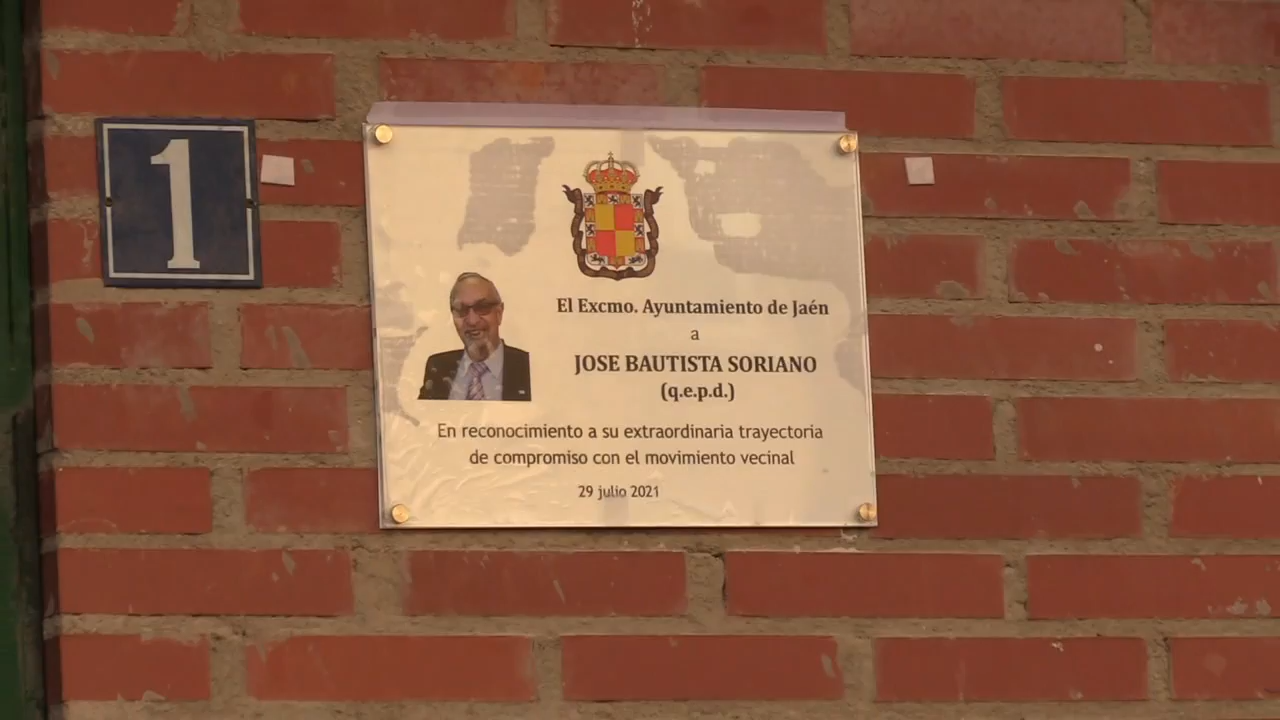 1
El Excmo. Ayuntamiento de Jaén
a
JOSE BAUTISTA SORIANO
(q.e.p.d.)
En reconocimiento a su extraordinaria trayectoria
de compromiso con el movimiento vecinal
29 julio 2021